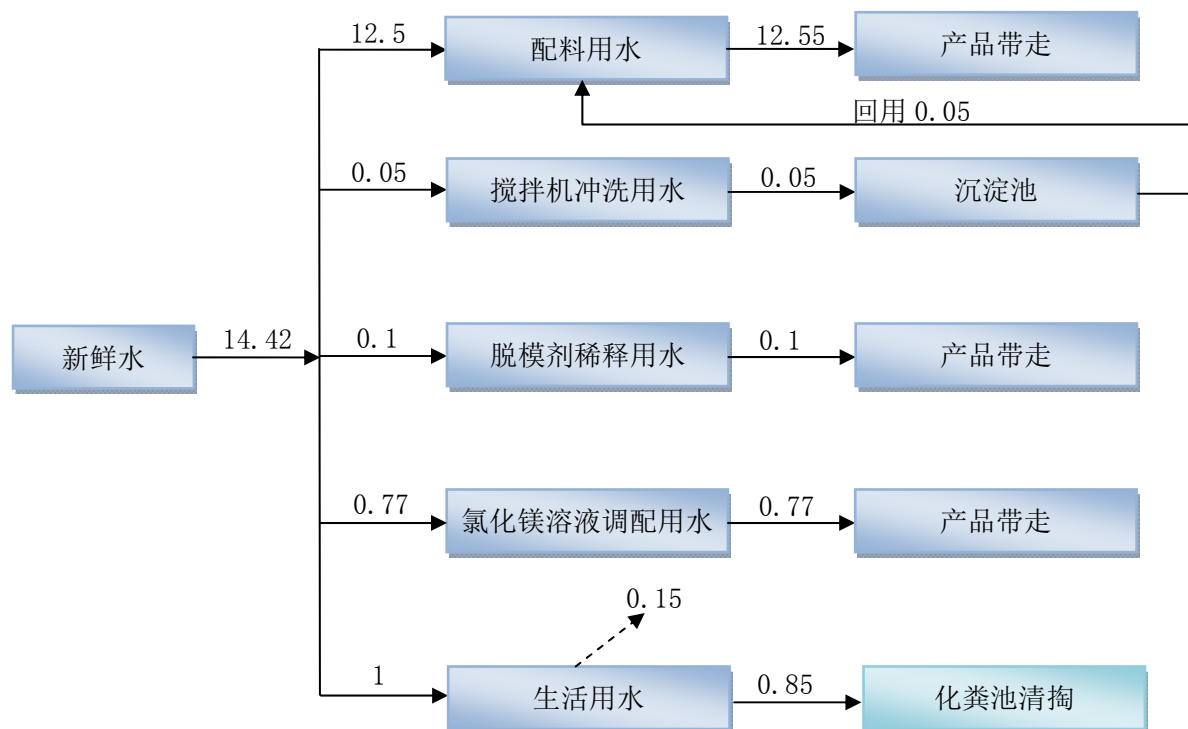 12.5
配料用水
12.55
产品带走
回用 0.05
0.05
搅拌机冲洗用水
0.05
沉淀池
新鲜水
14.42
0.1
脱模剂稀释用水
0.1
产品带走
0.77
氯化镁溶液调配用水
0.77
产品带走
0.15
1
生活用水
0.85
化粪池清掏